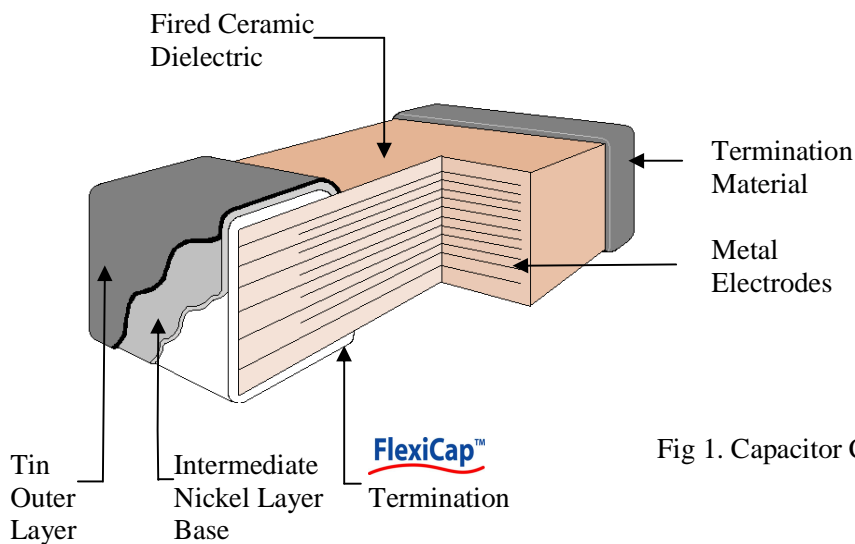 Fired Ceramic
Dielectric
Termination
Material
Metal
Electrodes
FlexiCap™
Termination
Fig 1. Capacitor C
Tin
Outer
Layer
Intermediate
Nickel Layer
Base